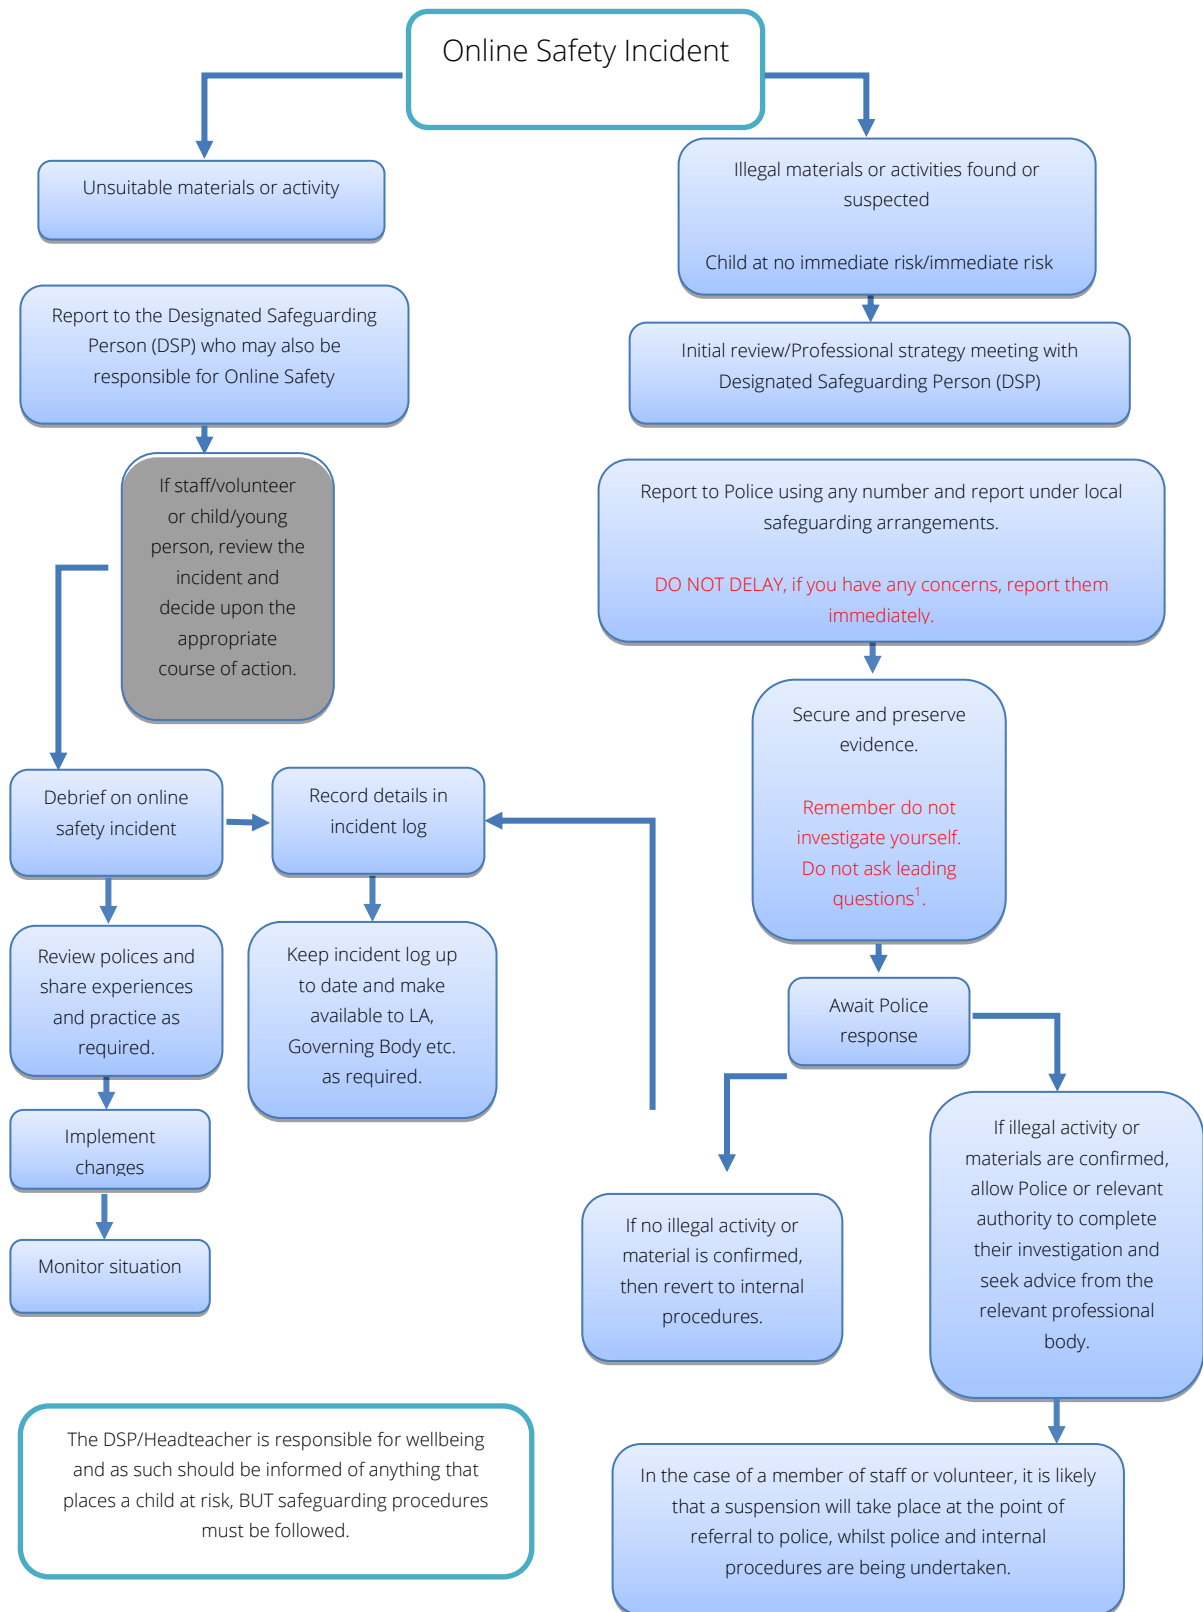 Online Safety Incident
Unsuitable materials or activity
Illegal materials or activities found or
suspected
Child at no immediate risk/immediate risk
Report to the Designated Safeguarding
Person (DSP) who may also be
responsible for Online Safety
Initial review/Professional strategy meeting with
Designated Safeguarding Person (DSP)
If staff/volunteer
or child/young
person, review the
incident and
decide upon the
appropriate
course of action.
Report to Police using any number and report under local
safeguarding arrangements.
DO NOT DELAY, if you have any concerns, report them
immediately.
Secure and preserve
evidence.
Remember do not
investigate yourself.
Do not ask leading
questions¹.
Debrief on online
safety incident
Record details in
incident log
Review polices and
share experiences
and practice as
required.
Keep incident log up
to date and make
available to LA,
Governing Body etc.
as required.
Await Police
response
Implement
changes
Monitor situation
If no illegal activity or
material is confirmed,
then revert to internal
procedures.
If illegal activity or
materials are confirmed,
allow Police or relevant
authority to complete
their investigation and
seek advice from the
relevant professional
body.
The DSP/Headteacher is responsible for wellbeing
and as such should be informed of anything that
places a child at risk, BUT safeguarding procedures
must be followed.
In the case of a member of staff or volunteer, it is likely
that a suspension will take place at the point of
referral to police, whilst police and internal
procedures are being undertaken.